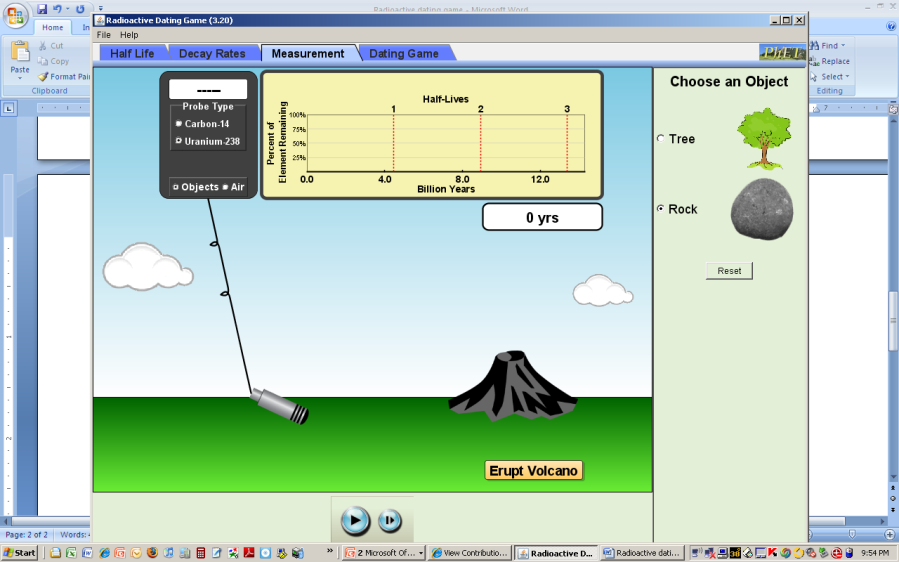 Radioactive dating game - Microsoft Word
Home
In
Cut
Copy
Format Pai
Paste
Clipboard
Find
Replace
Select
Editing
Radioactive Dating Game (3.20)
File Help
Half Life Decay Rates Measurement Dating Game
PhET
-----
Probe Type
Carbon-14
Uranium-238
Objects Air
Half-Lives
1 2 3
Percent of
Element Remaining
100%
75%
50%
25%
0.0 4.0 8.0 12.0
Billion Years
0 yrs
Choose an Object
Tree
Rock
Reset
Erupt Volcano
Page: 2 of 2 Words:
Start
2 Microsoft Of...
View Contributio...
Radioactive D...
Radioactive dati...
9:54 PM